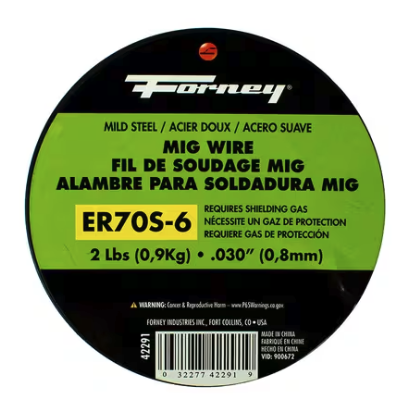 Forney
MILD STEEL / ACIER DOUX / ACERO SUAVE
MIG WIRE
FIL DE SOUDAGE MIG
ALAMBRE PARA SOLDADURA MIG
ER70S-6
REQUIRES SHIELDING GAS
NÉCESSITE UN GAZ DE PROTECTION
REQUIERE GAS DE PROTECCIÓN
2 Lbs (0,9Kg) • .030” (0,8mm)
WARNING: Cancer & Reproductive Harm - www.P65Warnings.ca.gov
FORNEY INDUSTRIES INC., FORT COLLINS, CO • USA
42291
0 32277 42291 9
MADE IN CHINA
FABRIQUÉ EN CHINE
HECHO EN CHINA
VID: 900672